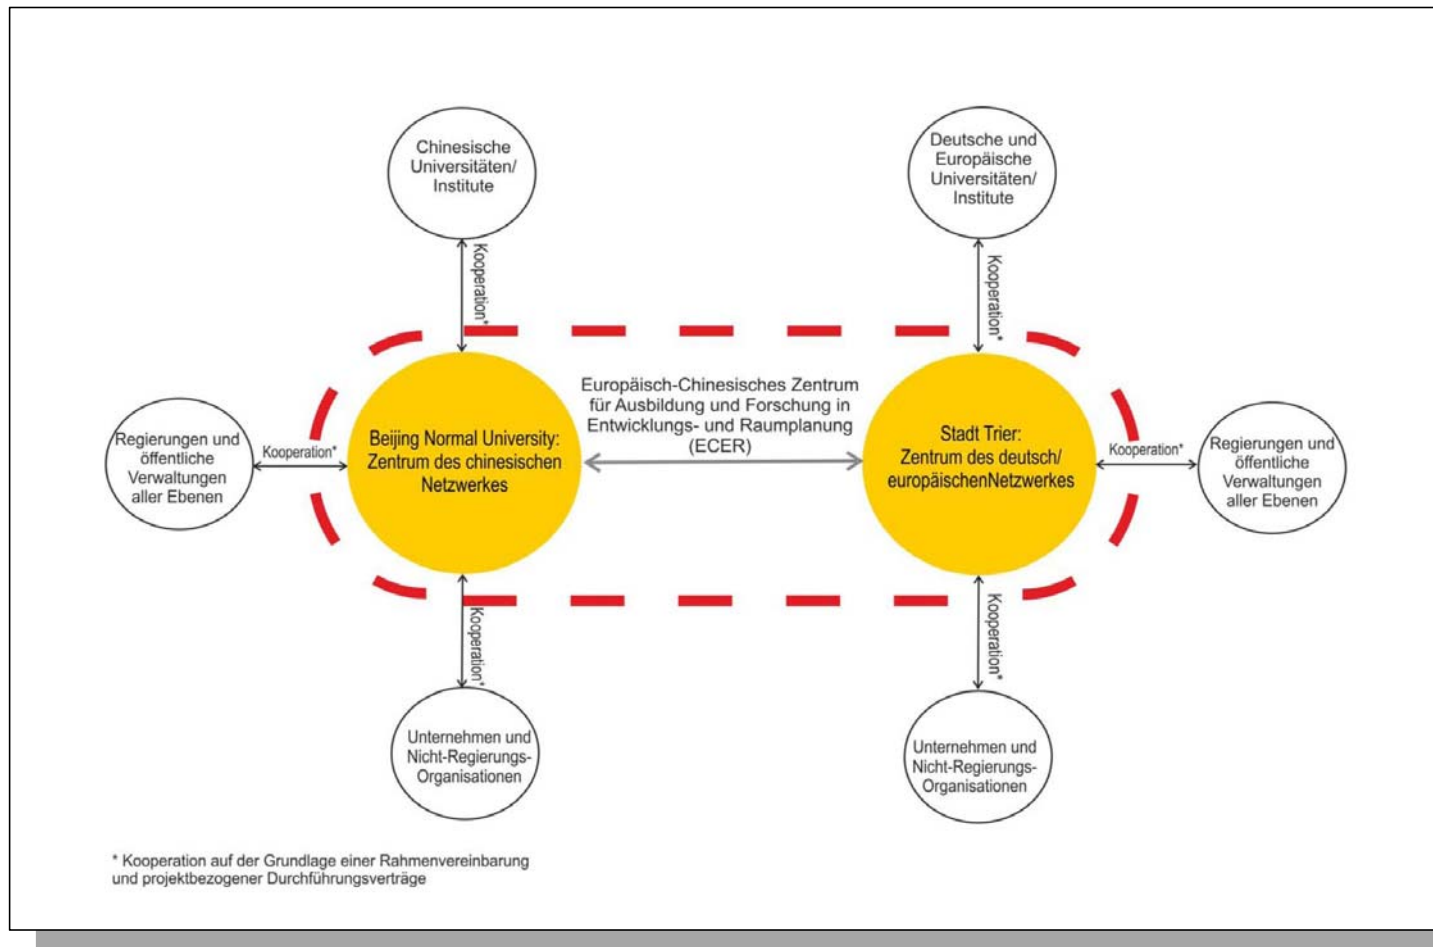 Chinesische
Universitäten/
Institute
Deutsche und
Europäische
Universitäten/
Institute
Kooperation*
Kooperation*
Europäisch-Chinesisches Zentrum
für Ausbildung und Forschung in
Entwicklungs- und Raumplanung
(ECER)
Regierungen und
öffentliche
Verwaltungen
aller Ebenen
Kooperation*
Beijing Normal University:
Zentrum des chinesischen
Netzwerkes
Stadt Trier:
Zentrum des deutsch/
europäischenNetzwerkes
Kooperation*
Regierungen und
öffentliche
Verwaltungen
aller Ebenen
Kooperation*
Kooperation*
Unternehmen und
Nicht-Regierungs-
Organisationen
Unternehmen und
Nicht-Regierungs-
Organisationen
* Kooperation auf der Grundlage einer Rahmenvereinbarung
und projektbezogener Durchführungsverträge